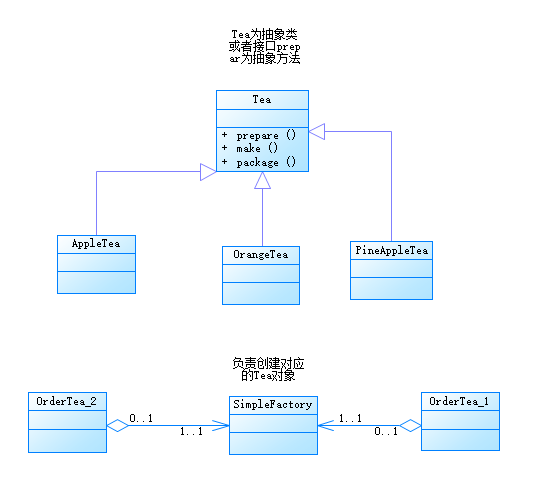 Tea为抽象类
或者接口prep
ar为抽象方法
Tea
+ prepare ()
+ make ()
+ package ()
AppleTea
OrangeTea
PineAppleTea
负责创建对应
的Tea对象
OrderTea_2
SimpleFactory
OrderTea_1
0..1
1..1
1..1
0..1